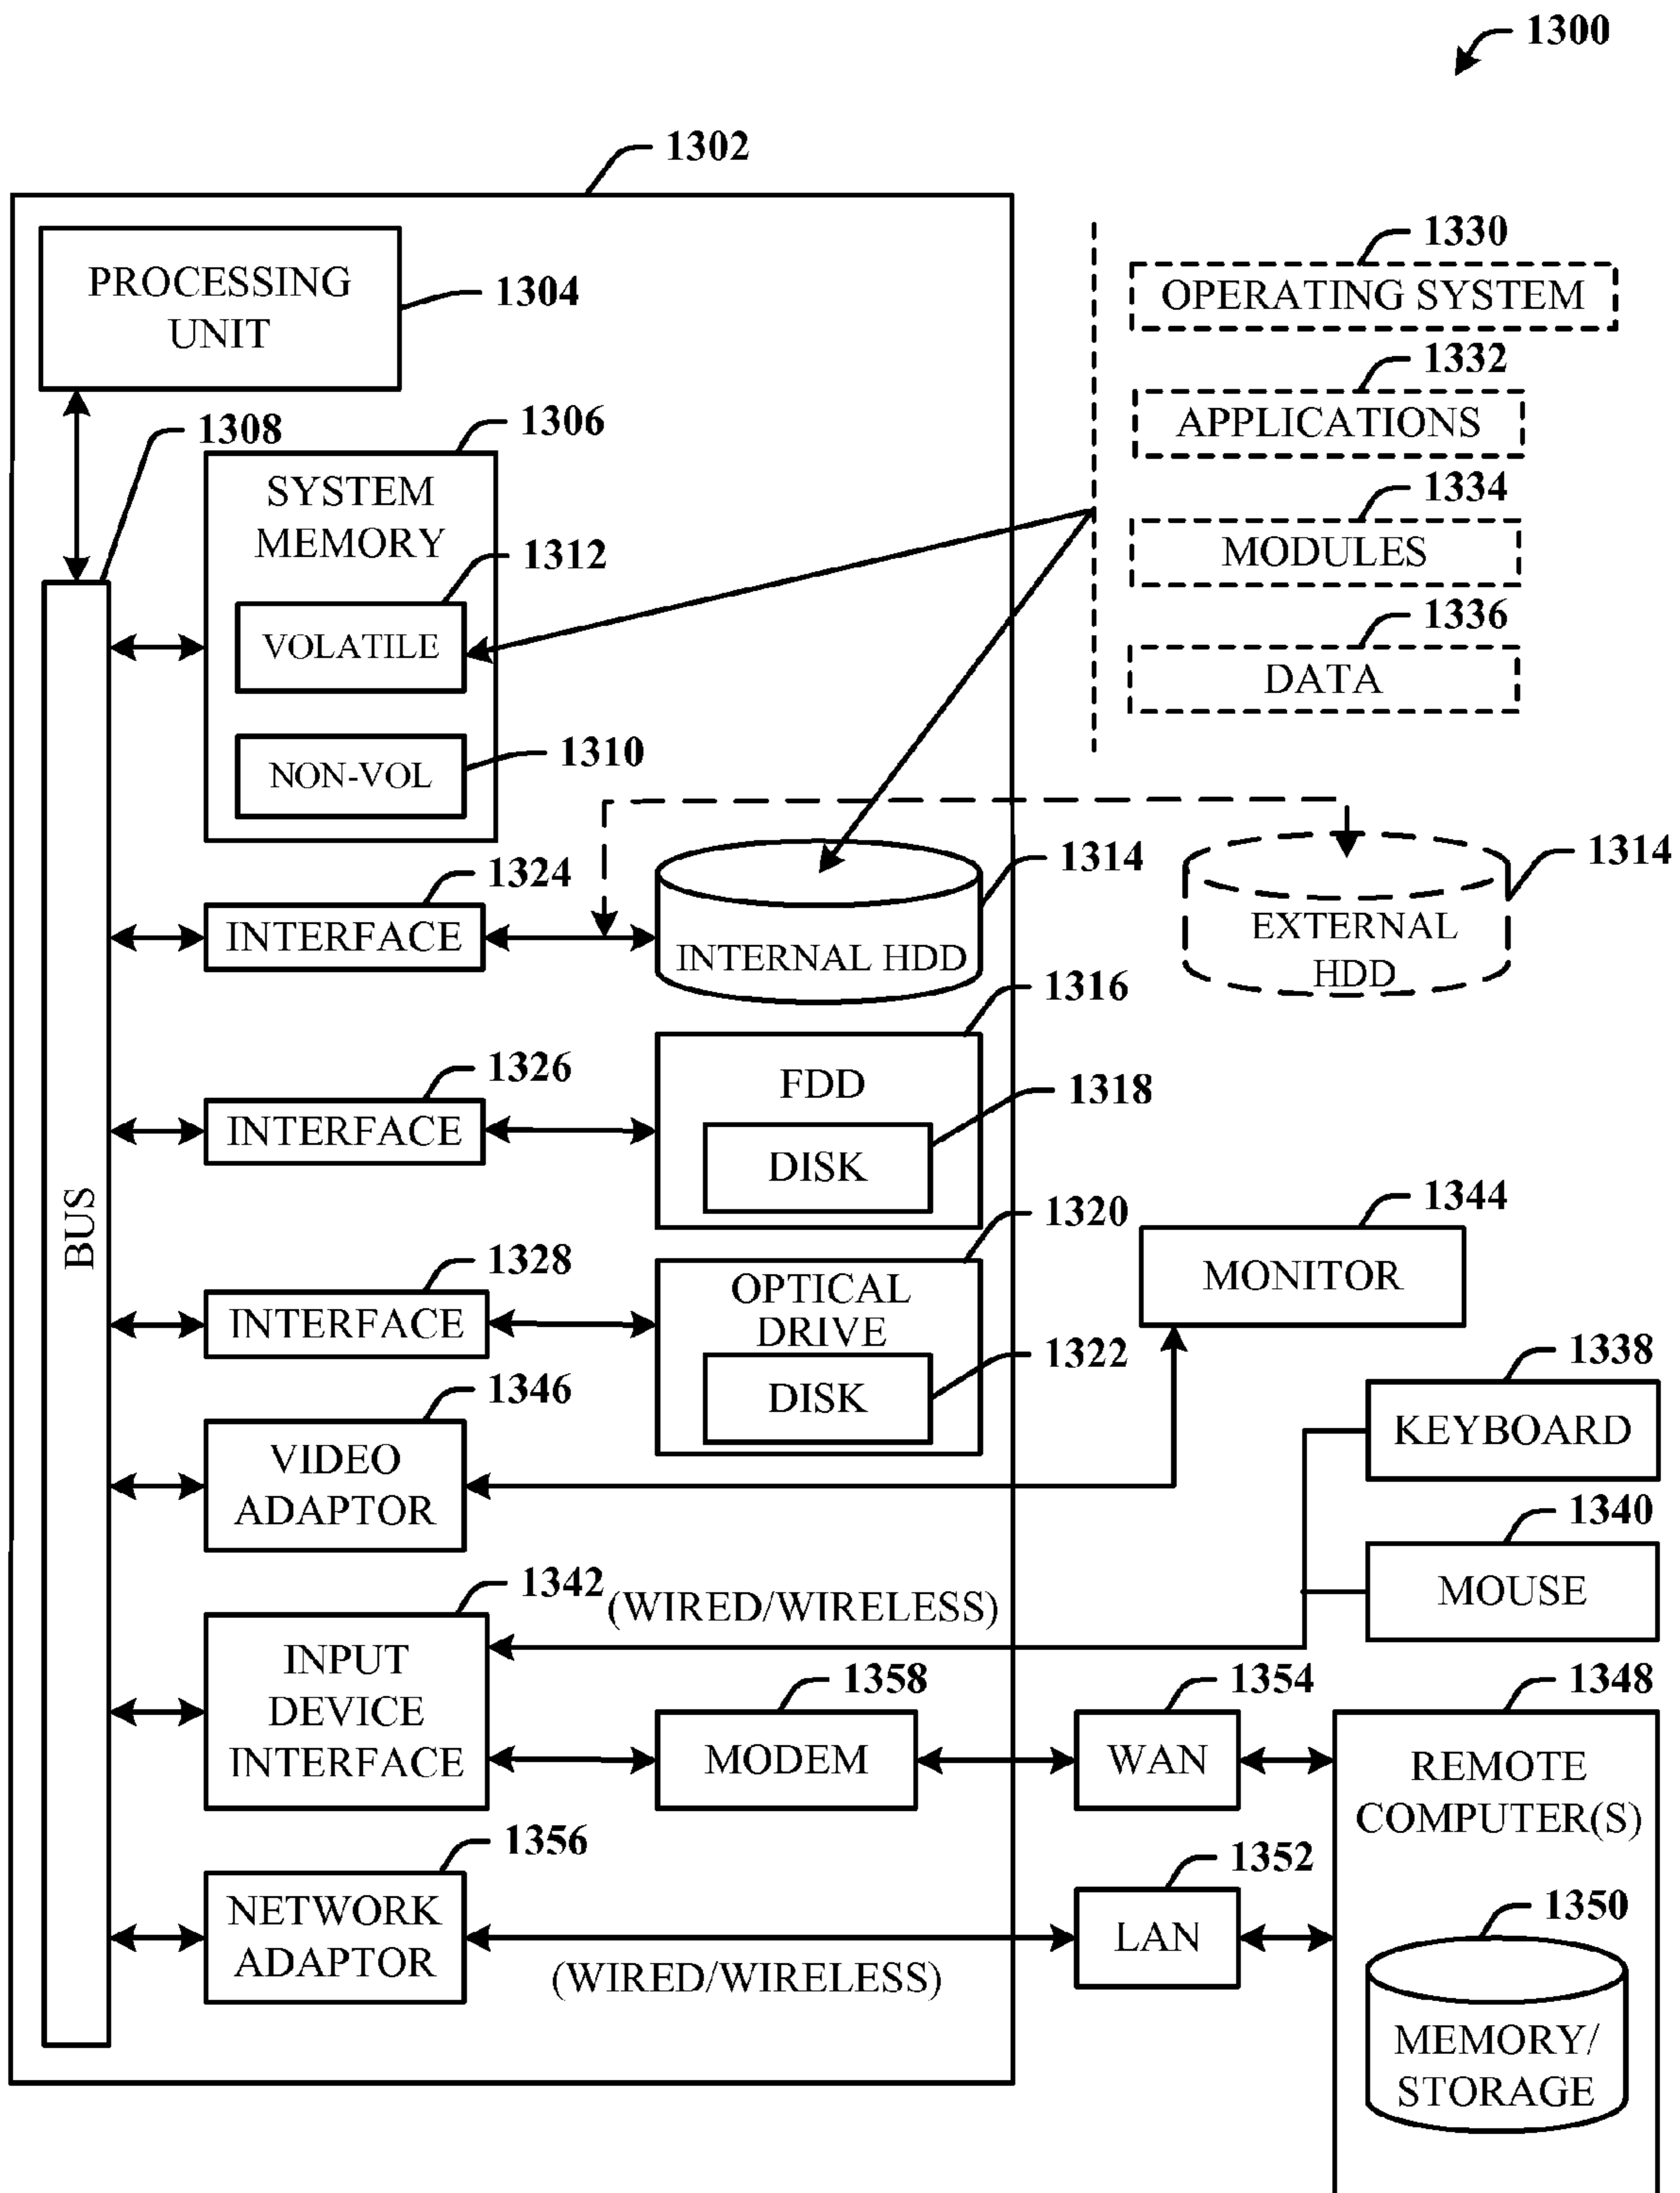 1300
1302
PROCESSING
UNIT
1304
1330
OPERATING SYSTEM
1332
APPLICATIONS
1334
MODULES
1336
DATA
1308
1306
SYSTEM
MEMORY
1312
VOLATILE
1310
NON-VOL
1324
INTERFACE
1314
INTERNAL HDD
1314
EXTERNAL
HDD
1316
FDD
1318
DISK
1326
INTERFACE
BUS
1320
OPTICAL
DRIVE
1322
DISK
1328
INTERFACE
1344
MONITOR
1346
VIDEO
ADAPTOR
1338
KEYBOARD
1340
MOUSE
1342
(WIRED/WIRELESS)
INPUT
DEVICE
INTERFACE
1358
MODEM
1354
WAN
1348
REMOTE
COMPUTER(S)
1356
NETWORK
ADAPTOR
(WIRED/WIRELESS)
1352
LAN
1350
MEMORY/
STORAGE